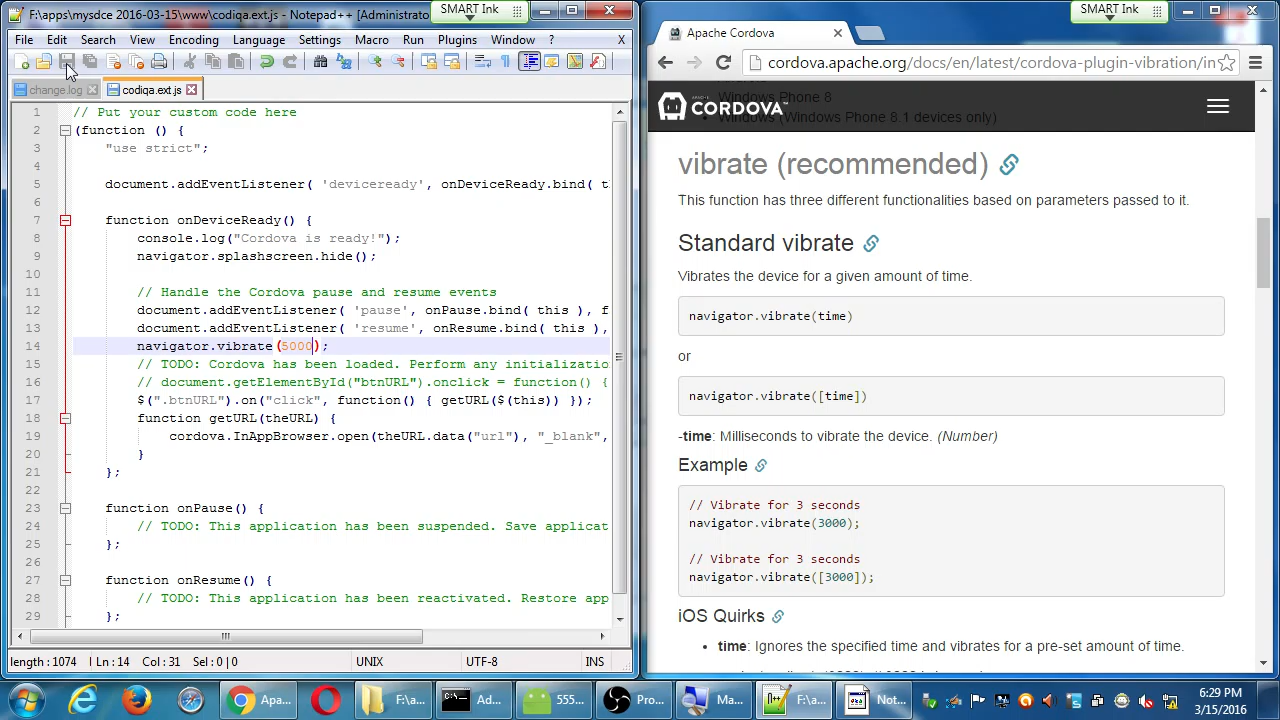 F:\apps\mysdce 2016-03-15\www\codiqa.ext.js - Notepad++ [Administrato
SMART Ink
File Edit Search View Encoding Language Settings Macro Run Plugins Window ? X
change.log
codiqa.ext.js
1 // Put your custom code here
2 (function () {
3 "use strict";
4
5 document.addEventListener( 'deviceready', onDeviceReady.bind( t
6
7 function onDeviceReady() {
8 console.log("Cordova is ready!");
9 navigator.splashscreen.hide();
10
11 // Handle the Cordova pause and resume events
12 document.addEventListener( 'pause', onPause.bind( this ), f
13 document.addEventListener( 'resume', onResume.bind( this ),
14 navigator.vibrate(5000);
15 // TODO: Cordova has been loaded. Perform any initializatio
16 // document.getElementById("btnURL").onclick = function() {
17 $(".btnURL").on("click", function() { getURL($(this)) });
18 function getURL(theURL) {
19 cordova.InAppBrowser.open(theURL.data("url"), "_blank",
20 }
21 };
22
23 function onPause() {
24 // TODO: This application has been suspended. Save applicat
25 };
26
27 function onResume() {
28 // TODO: This application has been reactivated. Restore app
29 };
length : 1074 l Ln : 14 Col : 31 Sel : 0 | 0 UNIX UTF-8 INS
SMART Ink
Apache Cordova
cordova.apache.org/docs/en/latest/cordova-plugin-vibration/in
Windows Phone 8
APACHE CORDOVA™
Windows (Windows Phone 8.1 devices only)
vibrate (recommended)
This function has three different functionalities based on parameters passed to it.
Standard vibrate
Vibrates the device for a given amount of time.
navigator.vibrate(time)
or
navigator.vibrate([time])
-time: Milliseconds to vibrate the device. (Number)
Example
// Vibrate for 3 seconds
navigator.vibrate(3000);
// Vibrate for 3 seconds
navigator.vibrate([3000]);
iOS Quirks
• time: Ignores the specified time and vibrates for a pre-set amount of time.
Apa... F:\a... Ad... 555... Pro... Ma... F:\a... Not...
6:29 PM
3/15/2016